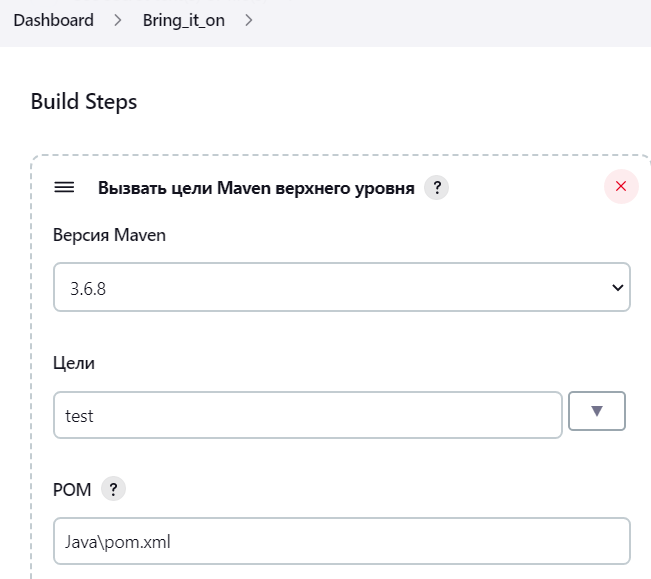 Dashboard > Bring_it_on >
Build Steps
Вызвать цели Maven верхнего уровня ?
Версия Maven
3.6.8
Цели
test
POM ?
Java\pom.xml